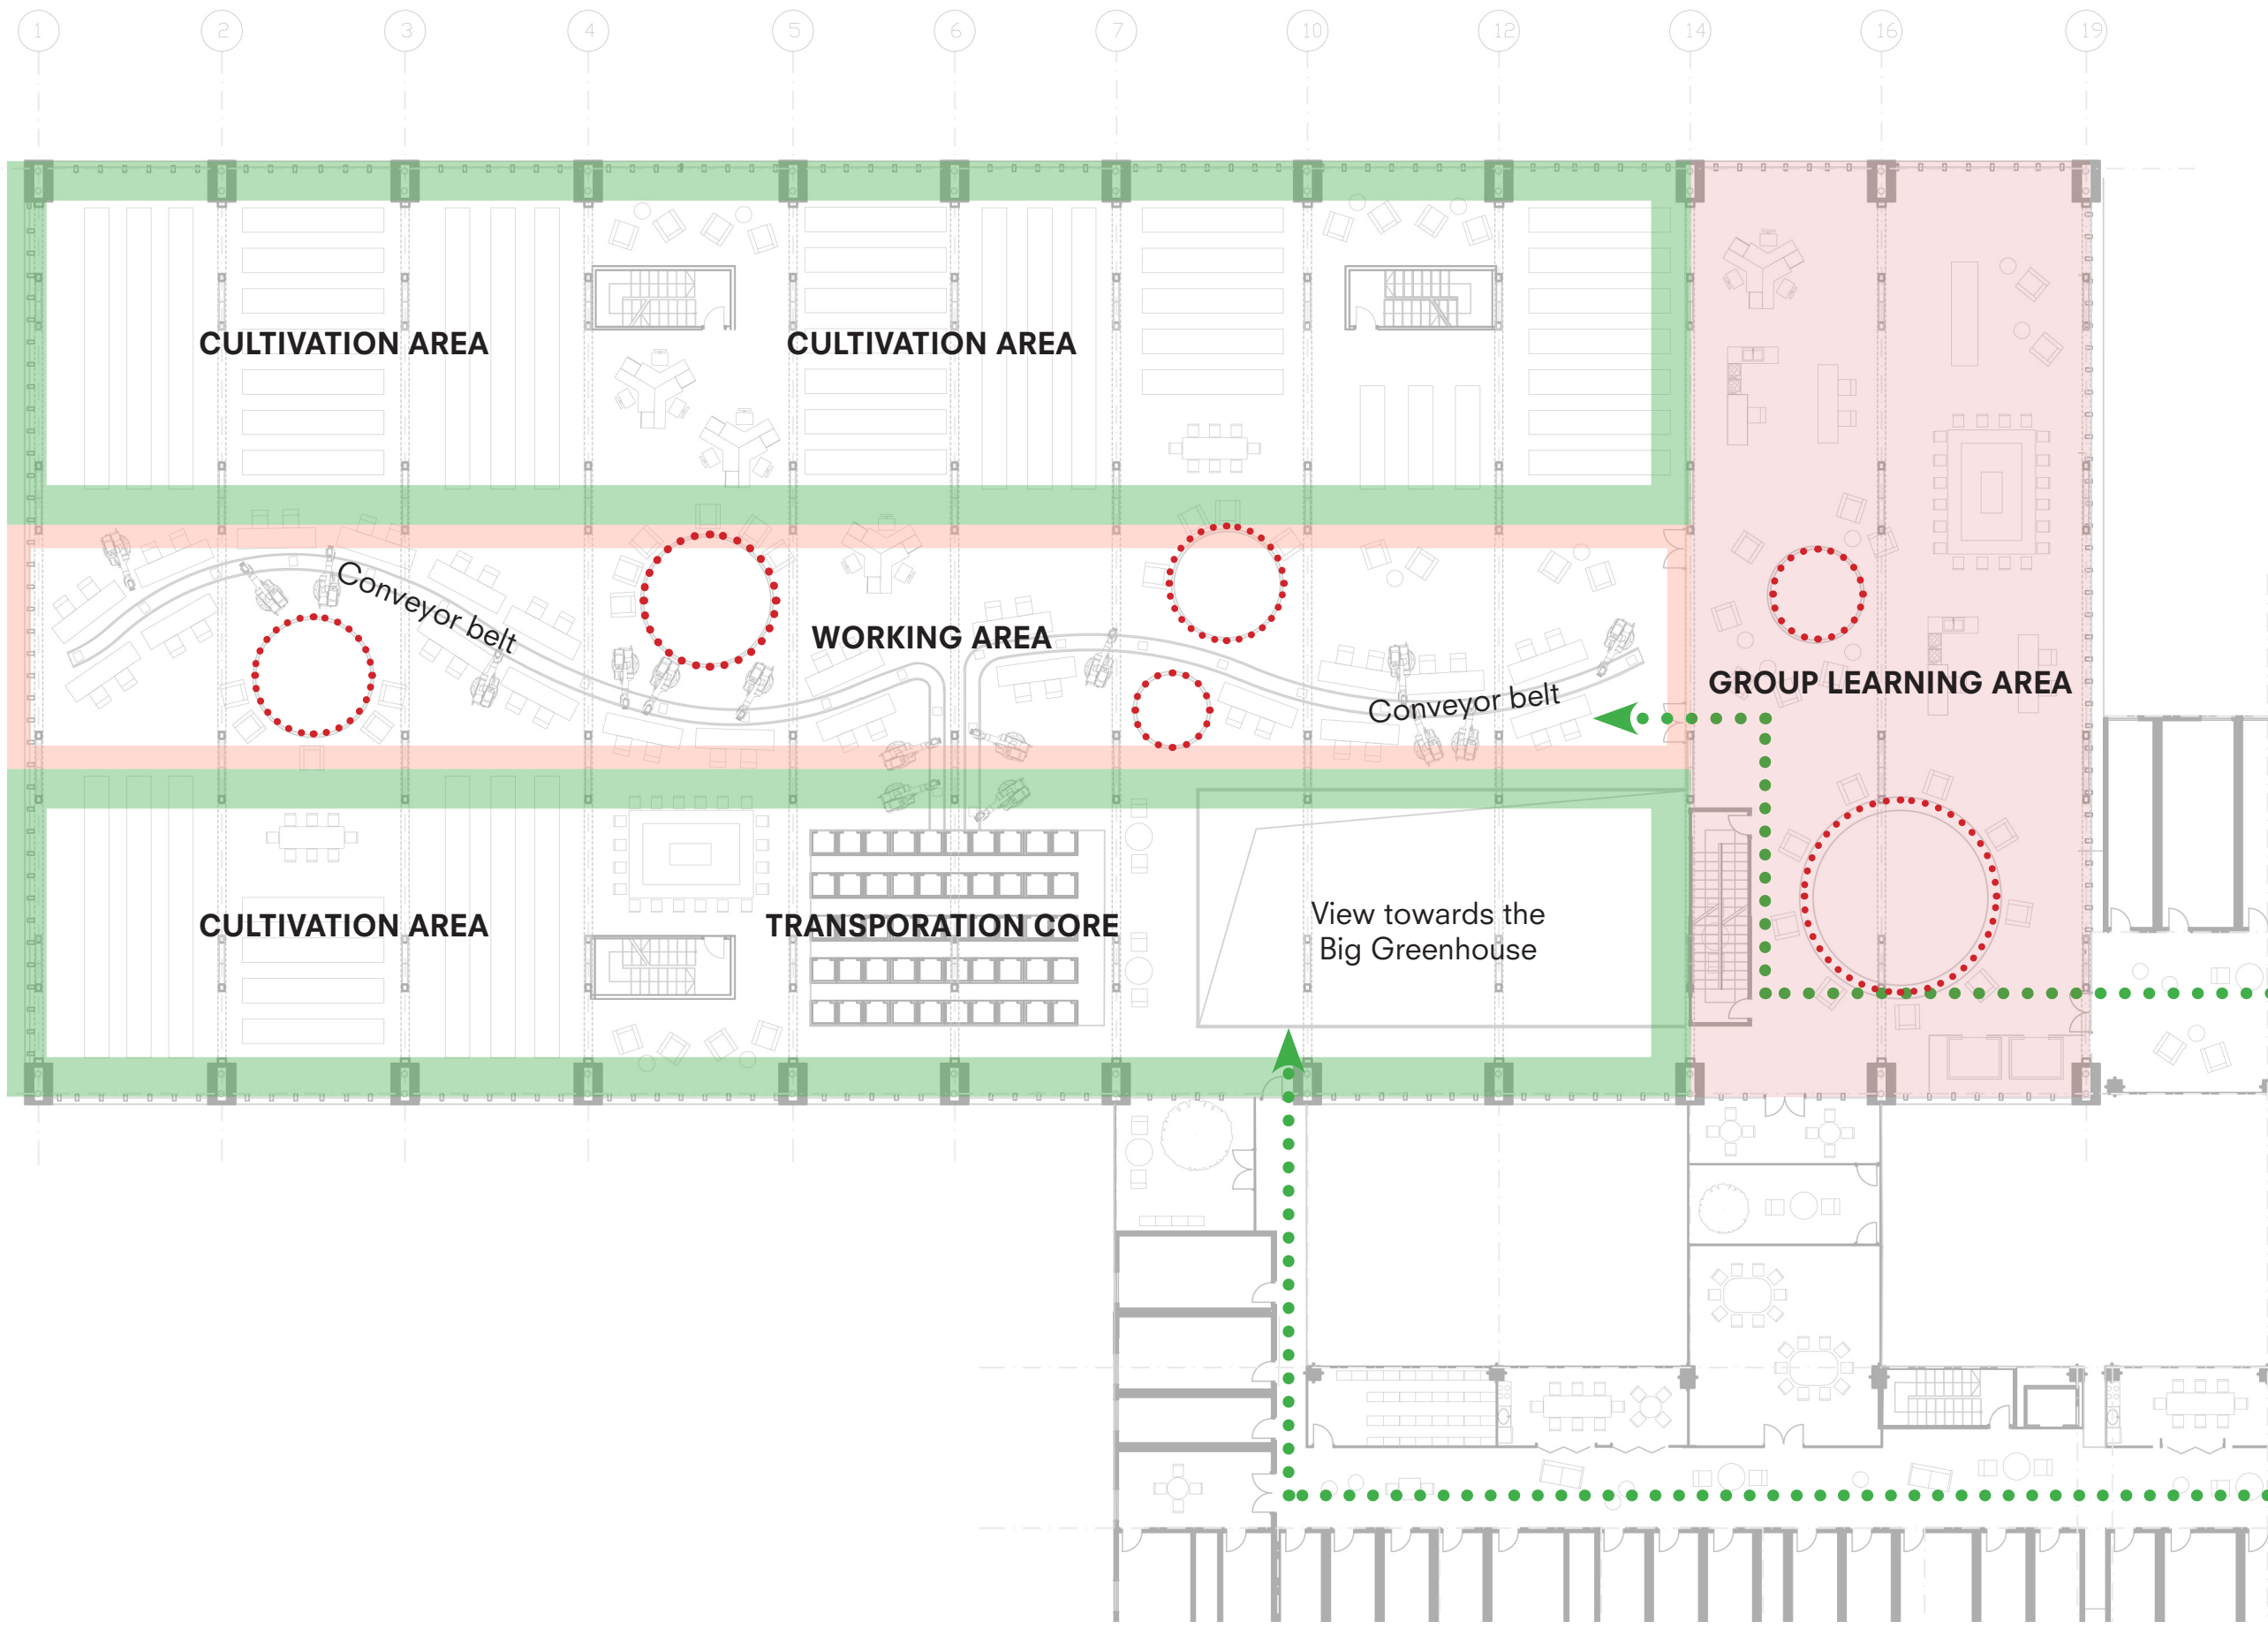 1 2 3 4 5 6 7 10 12 14 16 19
CULTIVATION AREA
CULTIVATION AREA
Conveyor belt
WORKING AREA
GROUP LEARNING AREA
Conveyor belt
CULTIVATION AREA
TRANSPORATION CORE
View towards the
Big Greenhouse